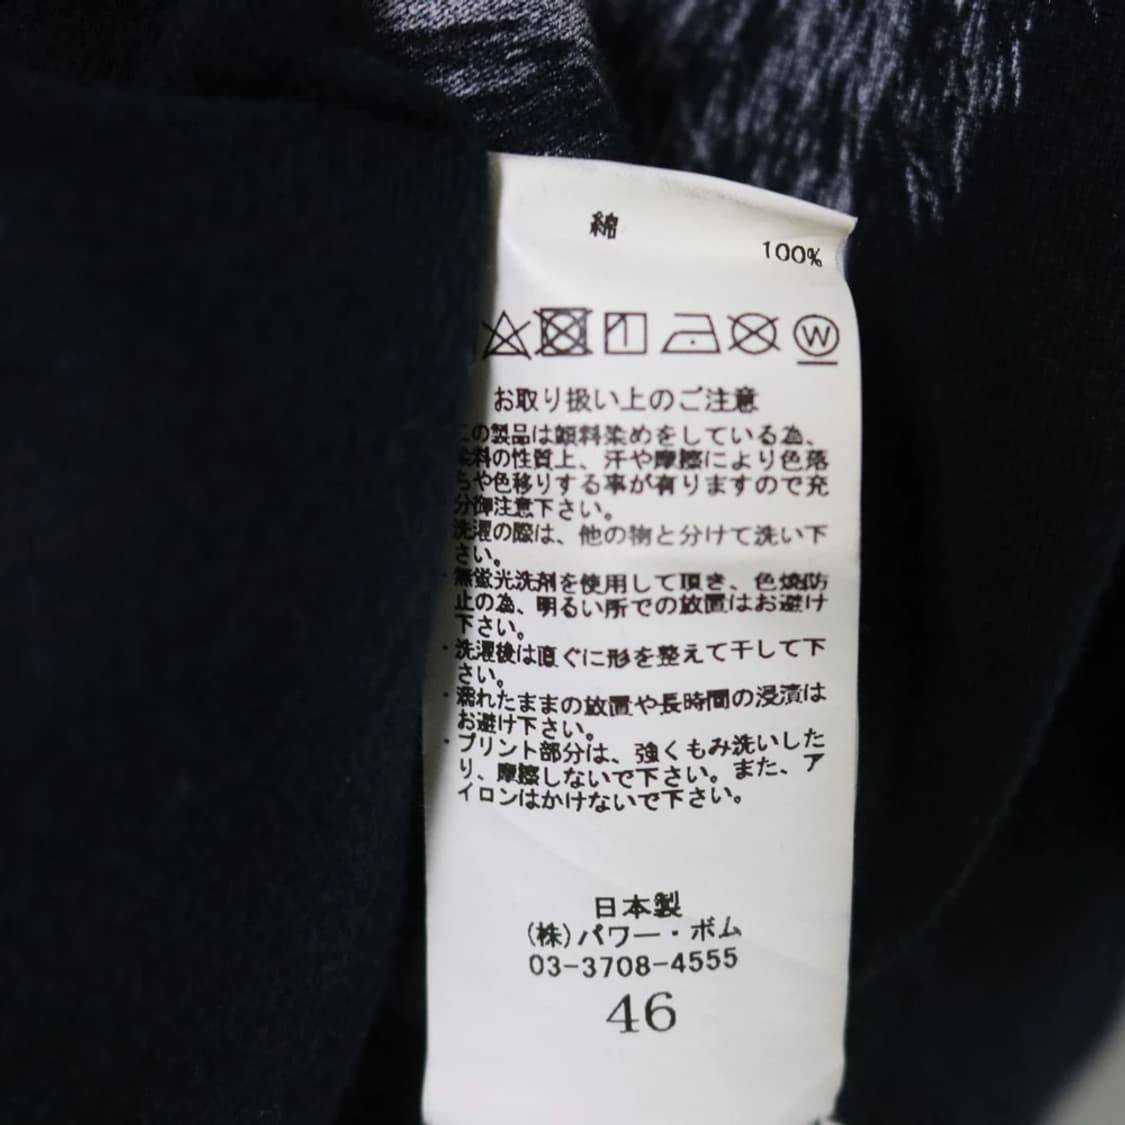 綿
100%
W
お取り扱い上のご注意
の製品は顔料染めをしている為、
料の性質上、汗や摩擦により色落
ちや色移りする事が有りますので充
分御注意下さい。
洗濯の際は、他の物と分けて洗い下
さい。
・無蛍光洗剤を使用して頂き、色焼防
止の為、明るい所での放置はお避け
下さい。
・洗濯後は直ぐに形を整えて干して下
さい。
・濡れたままの放置や長時間の浸漬は
お避け下さい。
・プリント部分は、強くもみ洗いした
り、摩擦しないで下さい。また、ア
イロンはかけないで下さい。
日本製
(株)パワー・ボム
03-3708-4555
46